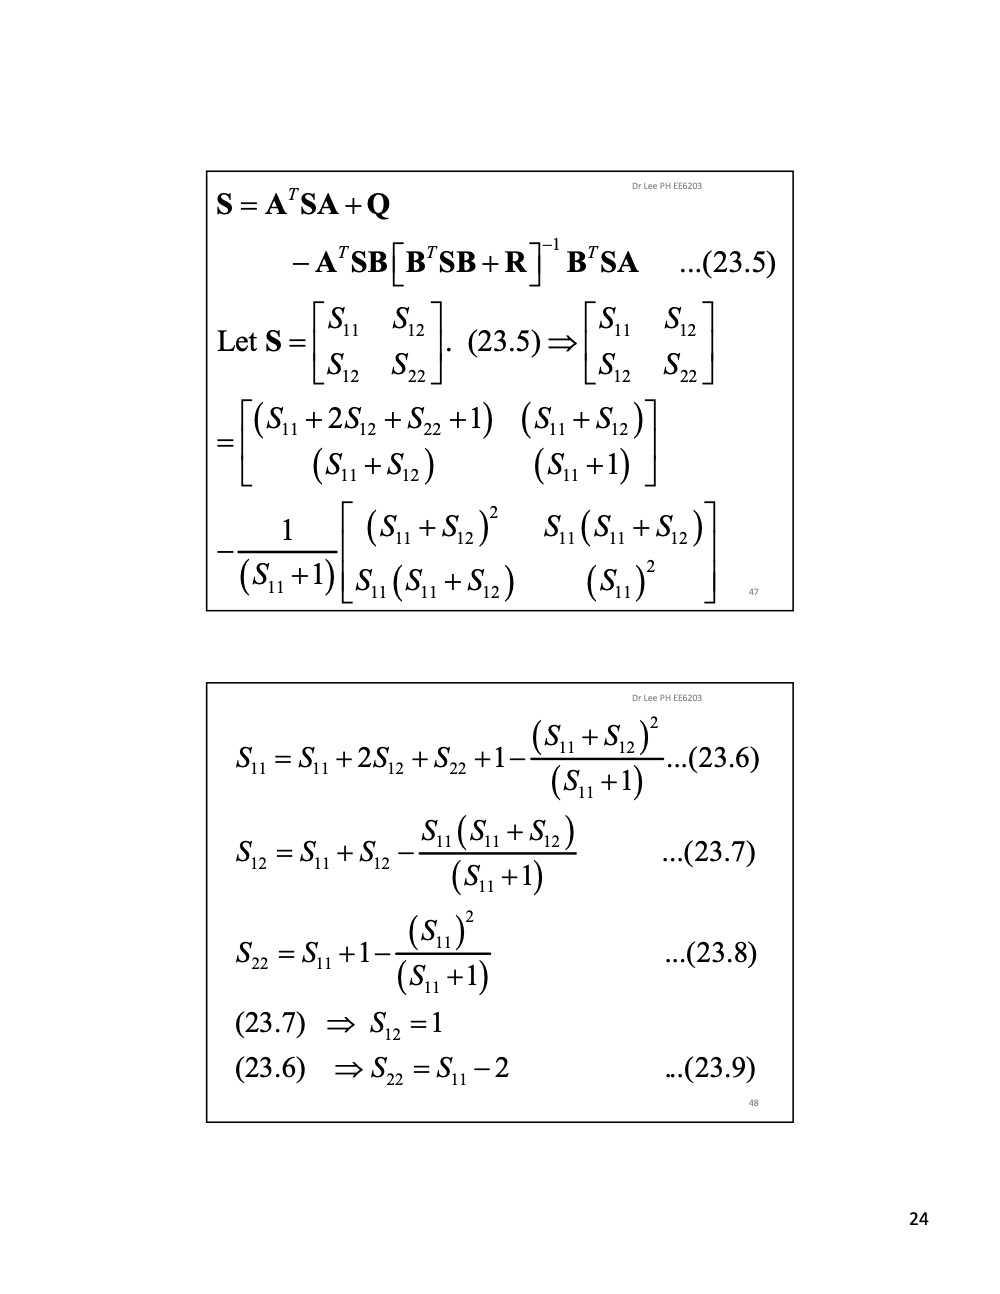 Dr Lee PH EE6203
S = AᵀSA + Q
− AᵀSB[BᵀSB + R]⁻¹ BᵀSA ...(23.5)
Let S = [S₁₁ S₁₂; S₁₂ S₂₂]. (23.5) ⇒ [S₁₁ S₁₂; S₁₂ S₂₂]
= [(S₁₁ + 2S₁₂ + S₂₂ + 1) (S₁₁ + S₁₂); (S₁₁ + S₁₂) (S₁₁ + 1)]
− 1/(S₁₁ + 1) [(S₁₁ + S₁₂)² S₁₁(S₁₁ + S₁₂); S₁₁(S₁₁ + S₁₂) (S₁₁)²]
47
Dr Lee PH EE6203
S₁₁ = S₁₁ + 2S₁₂ + S₂₂ + 1 − (S₁₁ + S₁₂)²/(S₁₁ + 1) ...(23.6)
S₁₂ = S₁₁ + S₁₂ − S₁₁(S₁₁ + S₁₂)/(S₁₁ + 1) ...(23.7)
S₂₂ = S₁₁ + 1 − (S₁₁)²/(S₁₁ + 1) ...(23.8)
(23.7) ⇒ S₁₂ = 1
(23.6) ⇒ S₂₂ = S₁₁ − 2 ...(23.9)
48
24